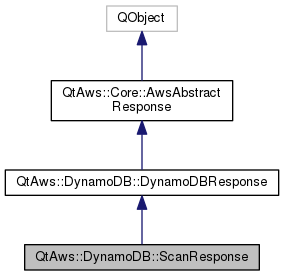 QObject
QtAws::Core::AwsAbstract
Response
QtAws::DynamoDB::DynamoDBResponse
QtAws::DynamoDB::ScanResponse